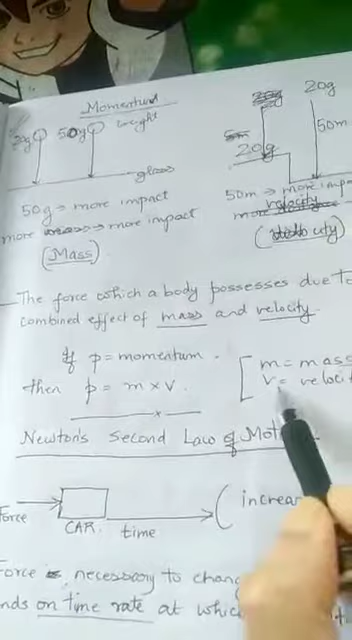 Momentum
20g 50g weight
glass
50g → more impact
more → more impact
(Mass)
20g
20g
50m
50m → more
velocity
The force which a body possesses due to
combined effect of mass and velocity.
If p = momentum.
then p = m × v.
m = mass
v = veloci
Newton's Second Law of Mot
Force
CAR.
time
increa
Force is necessary to chang
nds on time rate at which